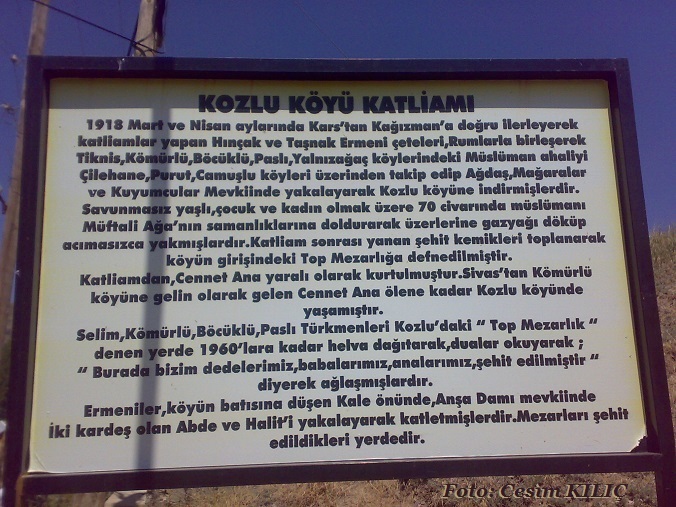 KOZLU KÖYÜ KATLİAMI
1918 Mart ve Nisan aylarında Kars'tan Kağızman'a doğru ilerleyerek
katliamlar yapan Hınçak ve Taşnak Ermeni çeteleri,Rumlarla birleşerek
Tiknis,Kömürlü,Böcüklü,Paslı,Yalnızağaç köylerindeki Müslüman ahaliyi
Çilehane,Purut,Camuşlu köyleri üzerinden takip edip Ağdaş,Mağaralar
ve Kuyumcular Mevkiinde yakalayarak Kozlu köyüne indirmişlerdir.
Savunmasız yaşlı,çocuk ve kadın olmak üzere 70 civarında müslümanı
Müftali Ağa'nın samanlıklarına doldurarak üzerlerine gazyağı döküp
acımasızca yakmışlardır.Katliam sonrası yanan şehit kemikleri toplanarak
köyün girişindeki Top Mezarlığa defnedilmiştir.
Katliamdan,Cennet Ana yaralı olarak kurtulmuştur.Sivas'tan Kömürlü
köyüne gelin olarak gelen Cennet Ana ölene kadar Kozlu köyünde
yaşamıştır.
Selim,Kömürlü,Böcüklü,Paslı Türkmenleri Kozlu'daki " Top Mezarlık "
denen yerde 1960'lara kadar helva dağıtarak,dualar okuyarak ;
" Burada bizim dedelerimiz,babalarımız,analarımız,şehit edilmiştir "
diyerek ağlaşmışlardır.
Ermeniler,köyün batısına düşen Kale önünde,Anşa Damı mevkiinde
İki kardeş olan Abde ve Halit'i yakalayarak katletmişlerdir.Mezarları şehit
edildikleri yerdedir.
Foto: Cesim KILIÇ